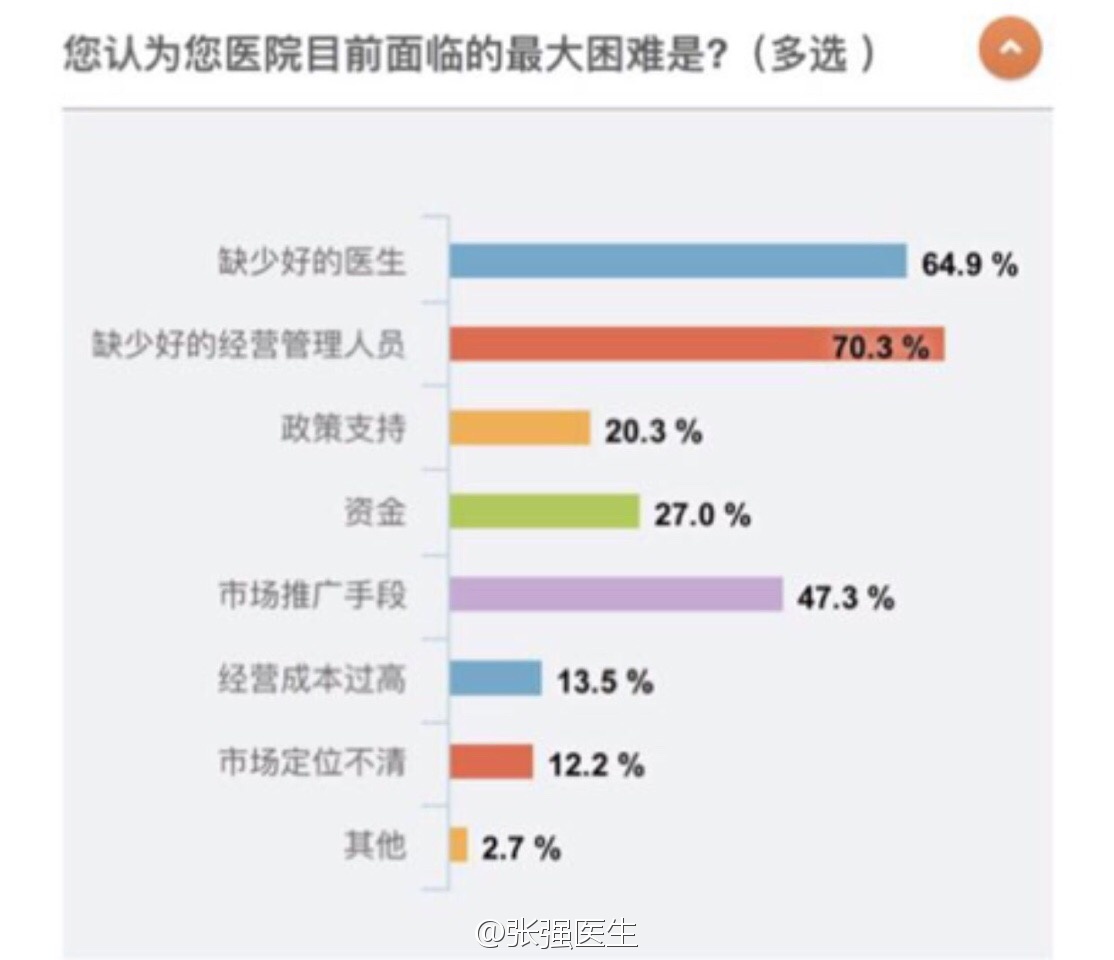 您认为您医院目前面临的最大困难是?（多选 ）
缺少好的医生 64.9 %
缺少好的经营管理人员 70.3 %
政策支持 20.3 %
资金 27.0 %
市场推广手段 47.3 %
经营成本过高 13.5 %
市场定位不清 12.2 %
其他 2.7 %
@张强医生